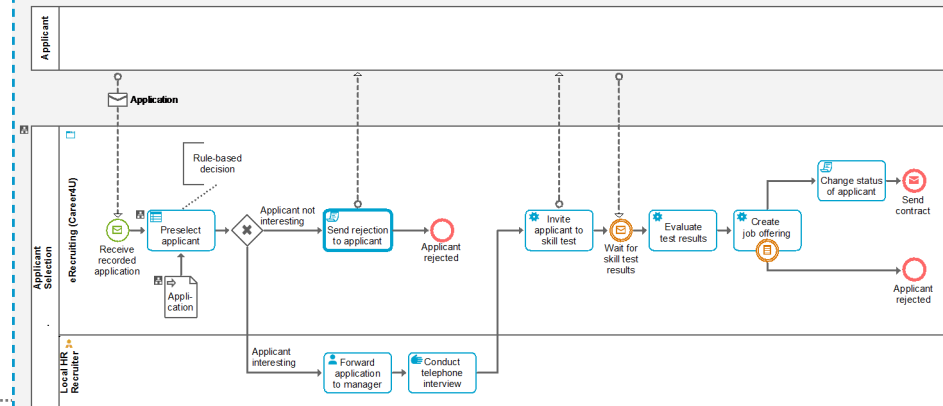 Applicant
Application
Applicant
Selection
eRecruiting (Career4U)
Rule-based
decision
Preselect
applicant
Receive
recorded
application
Appli-
cation
Applicant not
interesting
Send rejection
to applicant
Applicant
rejected
Invite
applicant to
skill test
Wait for
skill test
results
Evaluate
test results
Create
job offering
Change status
of applicant
Send
contract
Applicant
rejected
Local HR
Recruiter
Applicant
interesting
Forward
application
to manager
Conduct
telephone
interview